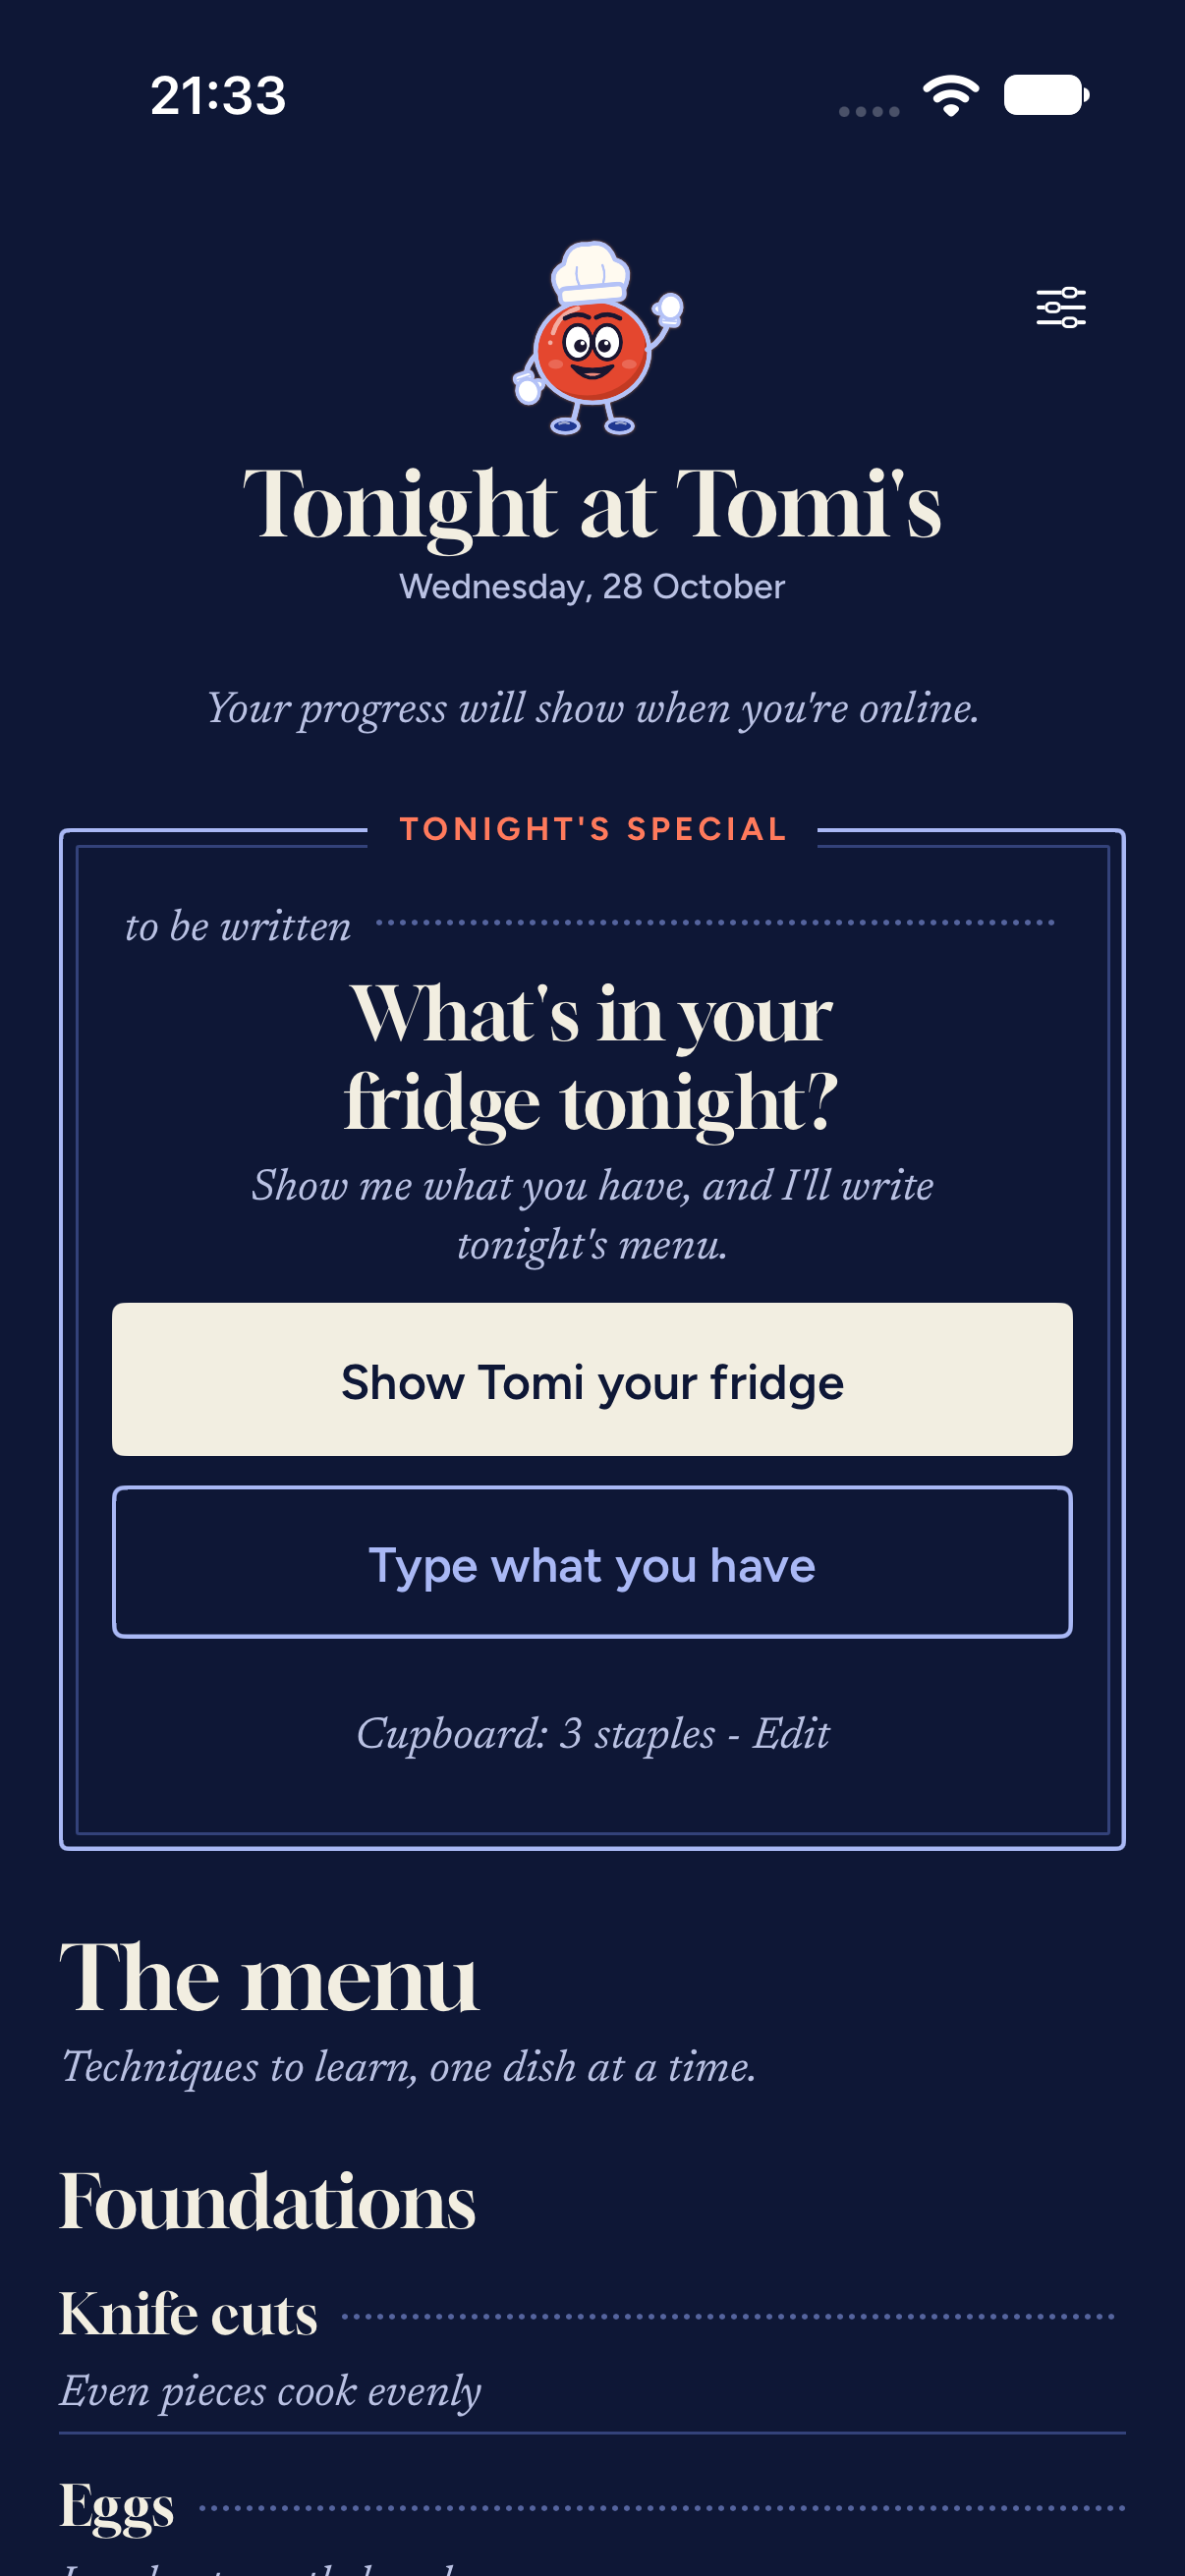 21:33
Tonight at Tomi's
Wednesday, 28 October
Your progress will show when you're online.
TONIGHT'S SPECIAL
to be written
What's in your
fridge tonight?
Show me what you have, and I'll write
tonight's menu.
Show Tomi your fridge
Type what you have
Cupboard: 3 staples - Edit
The menu
Techniques to learn, one dish at a time.
Foundations
Knife cuts
Even pieces cook evenly
Eggs